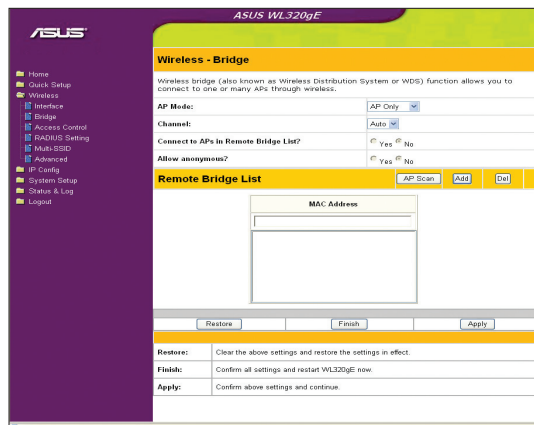 ASUS WL320gE
ASUS
Home
Quick Setup
Wireless
Interface
Bridge
Access Control
RADIUS Setting
Multi-SSID
Advanced
IP Config
System Setup
Status & Log
Logout
Wireless - Bridge
Wireless bridge (also known as Wireless Distribution System or WDS) function allows you to
connect to one or many APs through wireless.
AP Mode: AP Only
Channel: Auto
Connect to APs in Remote Bridge List? Yes No
Allow anonymous? Yes No
Remote Bridge List AP Scan Add Del
MAC Address
Restore Finish Apply
Restore: Clear the above settings and restore the settings in effect.
Finish: Confirm all settings and restart WL320gE now.
Apply: Confirm above settings and continue.